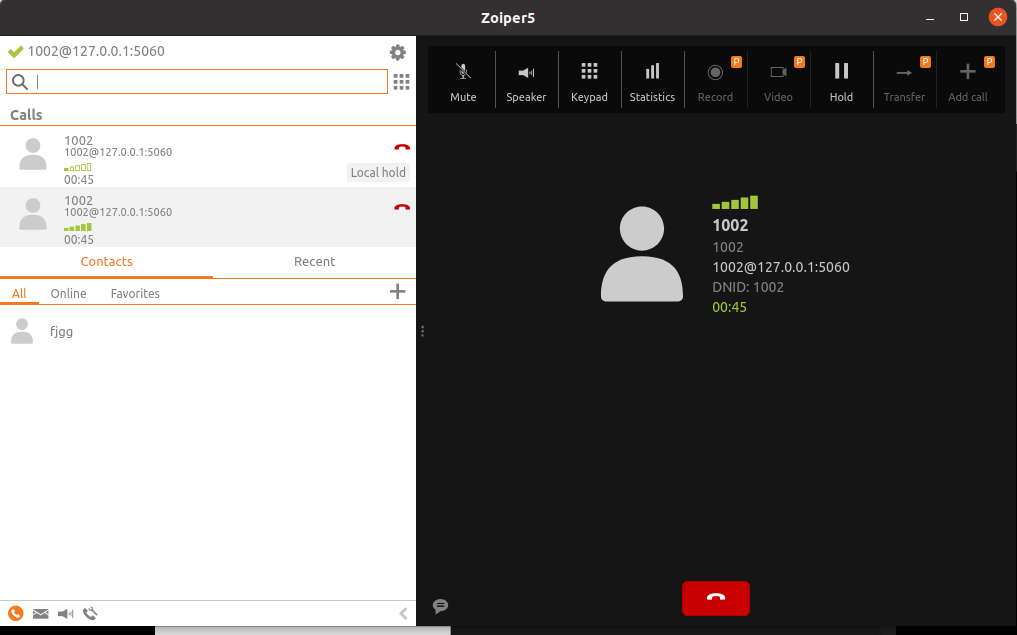 Zoiper5
1002@127.0.0.1:5060
Calls
1002
1002@127.0.0.1:5060
00:45
Local hold
1002
1002@127.0.0.1:5060
00:45
Contacts Recent
All Online Favorites
fjgg
Mute Speaker Keypad Statistics Record P Video P Hold Transfer P Add call P
1002
1002
1002@127.0.0.1:5060
DNID: 1002
00:45